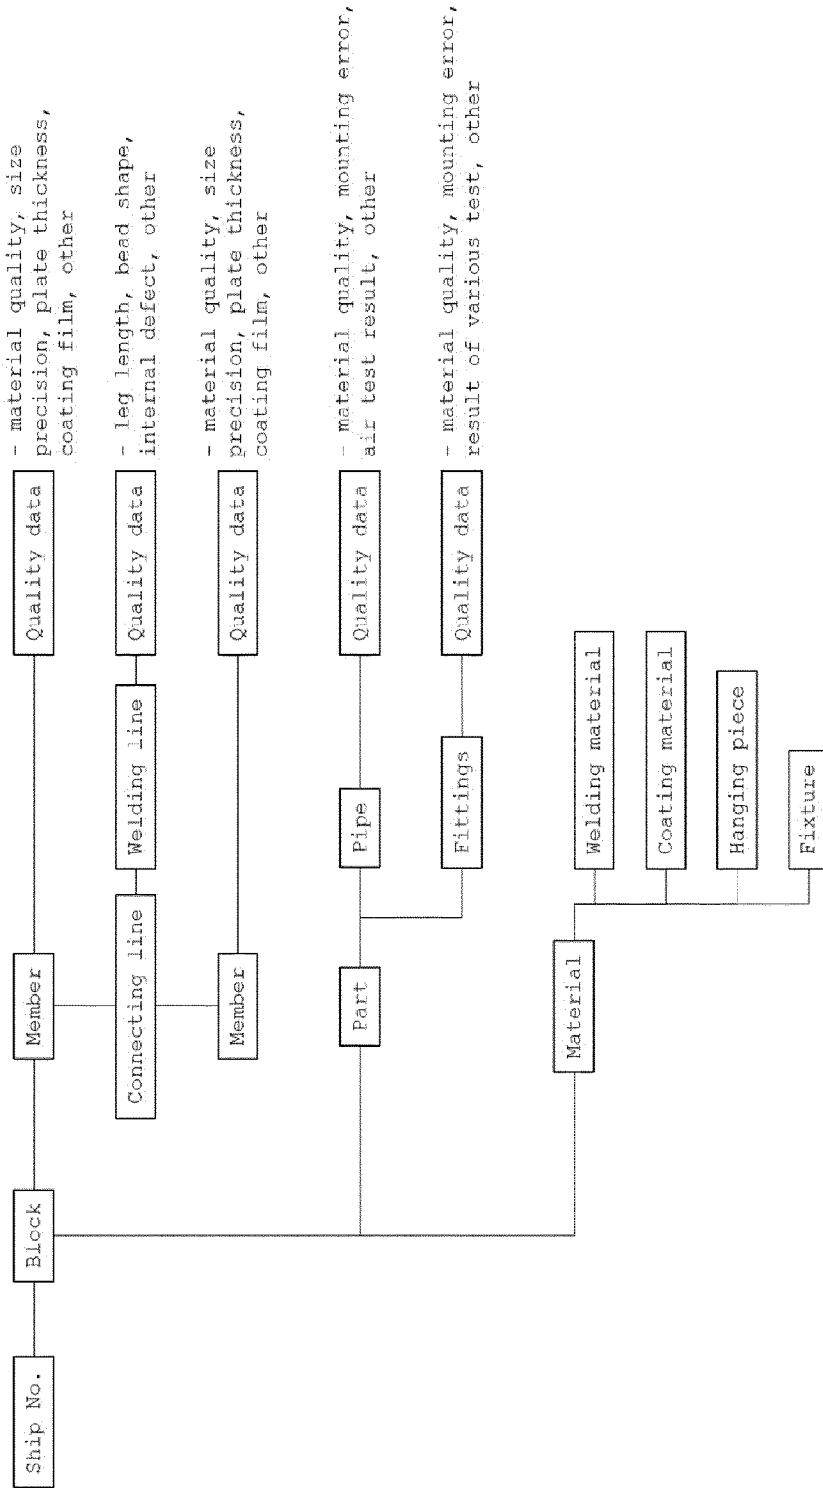 Ship No.
Block
Member
Quality data
- material quality, size
precision, plate thickness,
coating film, other
Connecting line
Welding line
Quality data
- leg length, bead shape,
internal defect, other
Member
Quality data
- material quality, size
precision, plate thickness,
coating film, other
Part
Pipe
Quality data
- material quality, mounting error,
air test result, other
Fittings
Quality data
- material quality, mounting error,
result of various test, other
Material
Welding material
Coating material
Hanging piece
Fixture